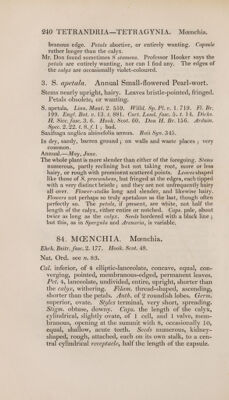 240 TETRANDRIA—TETRAGYNIA. Mœnchia.
branous edge. Petals shorter, or entirely wanting. Capsule
rather longer than the calyx.
Mr. Don found sometimes 8 stamens. Professor Hooker says the
petals are entirely wanting, nor can I find any. The edges of
the calyx are occasionally violet-coloured.
3. S. apetala. Annual Small-flowered Pearl-wort.
Stems nearly upright, hairy. Leaves bristle-pointed, fringed.
Petals obsolete, or wanting.
S. apetala. Linn. Mant. 2. 559. Willd. Sp. Pl. v. 1. 719. Fl. Br.
199. Engl. Bot. v. 13. t. 881. Curt. Lond. fasc. 5. t. 14. Dicks.
H. Sicc. fasc. 3. 6. Hook. Scot. 60. Don H. Br. 156. Arduin.
Spec. 2. 22. t. 8. f. 1; bad.
Saxifraga anglica alsinefolia annua. Raii Syn. 345.
In dry, sandy, barren ground; on walls and waste places; very
common.
Annual.—May, June.
The whole plant is more slender than either of the foregoing. Stems
numerous, partly reclining but not taking root, more or less
hairy, or rough with prominent scattered points. Leaves shaped
like those of S. procumbens, but fringed at the edges, each tipped
with a very distinct bristle; and they are not unfrequently hairy
all over. Flower-stalks long and slender, and likewise hairy.
Flowers not perhaps so truly apetalous as the last, though often
perfectly so. The petals, if present, are white, not half the
length of the calyx, either entire or notched. Caps. pale, about
twice as long as the calyx. Seeds bordered with a black line;
but this, as in Spergula and Arenaria, is variable.
84. MŒNCHIA. Mœnchia.
Ehrh. Beitr. fasc. 2. 177. Hook. Scot. 48.
Nat. Ord. see n. 83.
Cal. inferior, of 4 elliptic-lanceolate, concave, equal, con-
verging, pointed, membranous-edged, permanent leaves.
Pet. 4, lanceolate, undivided, entire, upright, shorter than
the calyx, withering. Filam. thread-shaped, ascending,
shorter than the petals. Anth. of 2 roundish lobes. Germ.
superior, ovate. Styles terminal, very short, spreading.
Stigm. obtuse, downy. Caps. the length of the calyx,
cylindrical, slightly ovate, of 1 cell, and 1 valve, mem-
branous, opening at the summit with 8, occasionally 10,
equal, shallow, acute teeth. Seeds numerous, kidney-
shaped, rough, attached, each on its own stalk, to a cen-
tral cylindrical receptacle, half the length of the capsule.